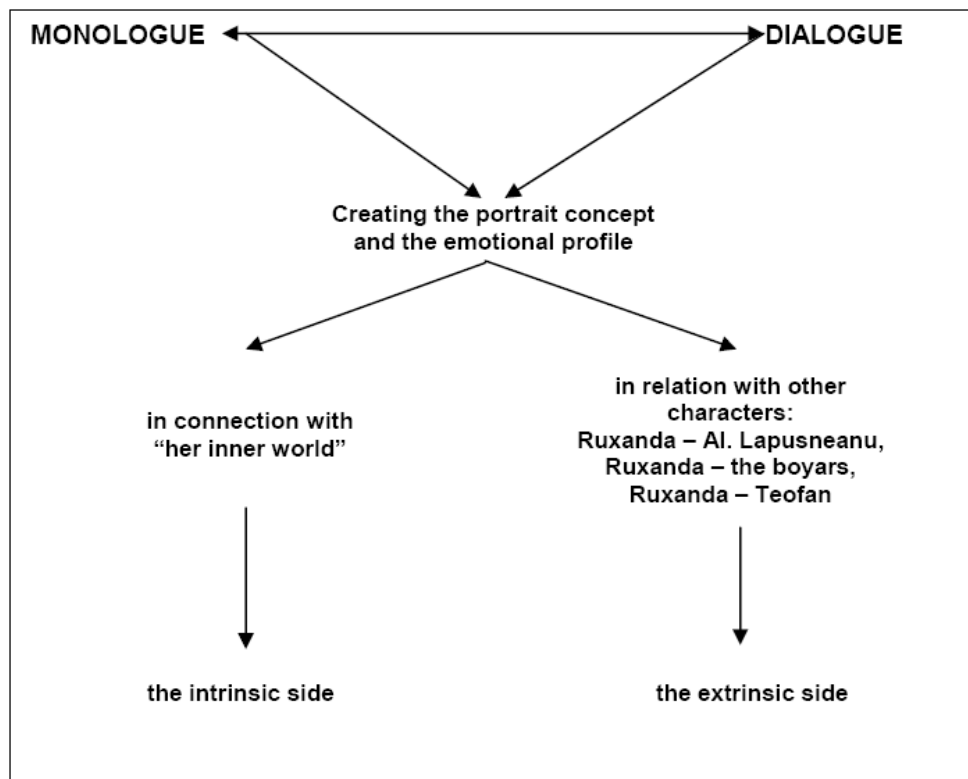 MONOLOGUE
DIALOGUE
Creating the portrait concept
and the emotional profile
in connection with
“her inner world”
in relation with other
characters:
Ruxanda – Al. Lapusneanu,
Ruxanda – the boyars,
Ruxanda – Teofan
the intrinsic side
the extrinsic side